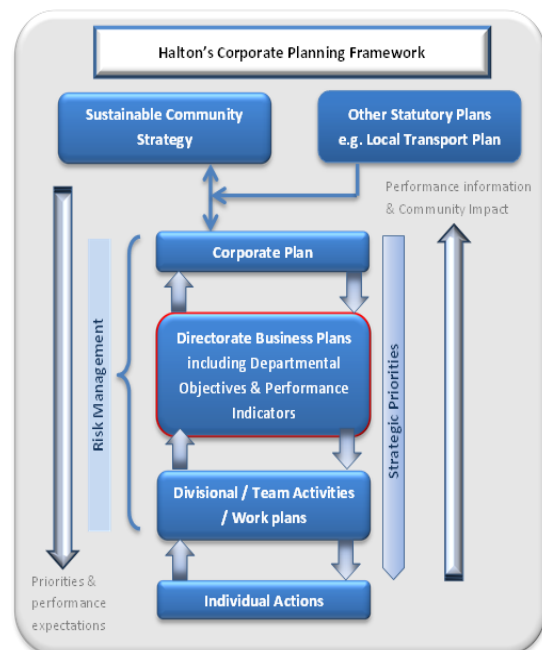 Halton's Corporate Planning Framework
Sustainable Community
Strategy
Other Statutory Plans
e.g. Local Transport Plan
Performance information
& Community Impact
Corporate Plan
Directorate Business Plans
including Departmental
Objectives & Performance
Indicators
Risk Management
Strategic Priorities
Divisional / Team Activities
/ Work plans
Priorities &
performance
expectations
Individual Actions